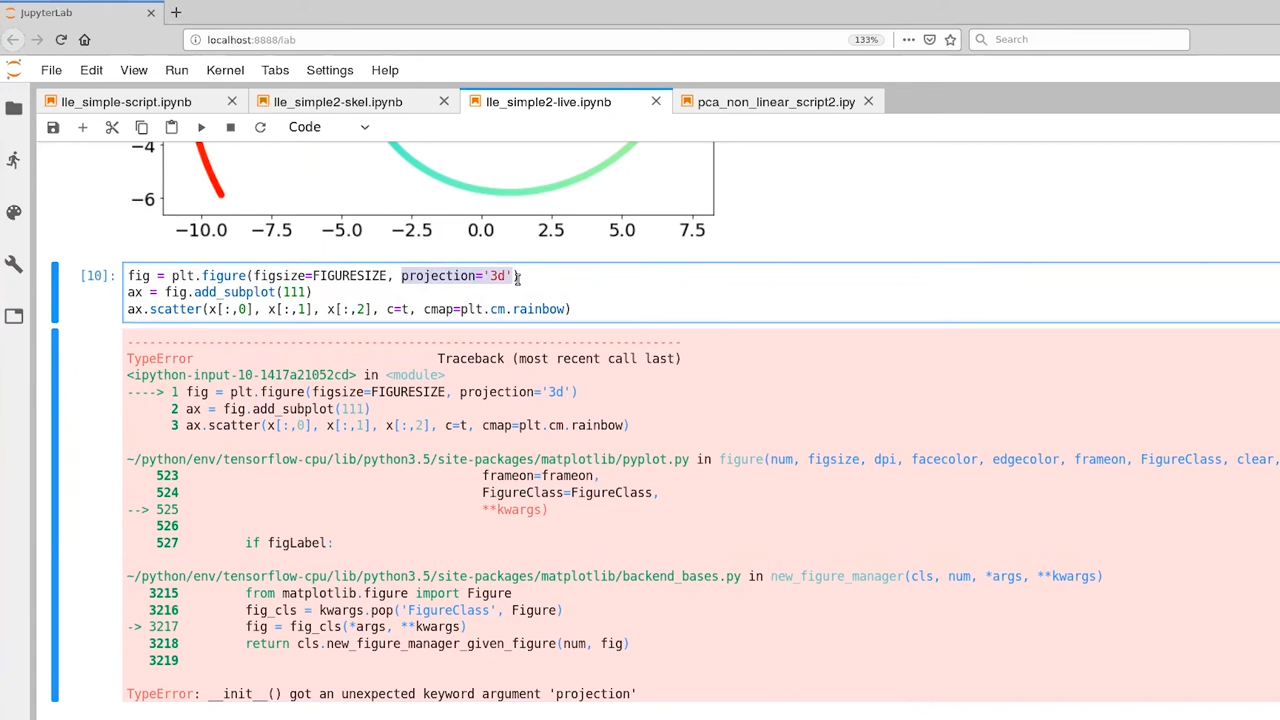 JupyterLab
localhost:8888/lab
133%
Search
File Edit View Run Kernel Tabs Settings Help
lle_simple-script.ipynb
lle_simple2-skel.ipynb
lle_simple2-live.ipynb
pca_non_linear_script2.ipy
Code
−4
−6
−10.0 −7.5 −5.0 −2.5 0.0 2.5 5.0 7.5
[10]: fig = plt.figure(figsize=FIGURESIZE, projection='3d')
ax = fig.add_subplot(111)
ax.scatter(x[:,0], x[:,1], x[:,2], c=t, cmap=plt.cm.rainbow)
---------------------------------------------------------------------------
TypeError Traceback (most recent call last)
<ipython-input-10-1417a21052cd> in <module>
----> 1 fig = plt.figure(figsize=FIGURESIZE, projection='3d')
2 ax = fig.add_subplot(111)
3 ax.scatter(x[:,0], x[:,1], x[:,2], c=t, cmap=plt.cm.rainbow)
~/python/env/tensorflow-cpu/lib/python3.5/site-packages/matplotlib/pyplot.py in figure(num, figsize, dpi, facecolor, edgecolor, frameon, FigureClass, clear,
523 frameon=frameon,
524 FigureClass=FigureClass,
--> 525 **kwargs)
526
527 if figLabel:
~/python/env/tensorflow-cpu/lib/python3.5/site-packages/matplotlib/backend_bases.py in new_figure_manager(cls, num, *args, **kwargs)
3215 from matplotlib.figure import Figure
3216 fig_cls = kwargs.pop('FigureClass', Figure)
-> 3217 fig = fig_cls(*args, **kwargs)
3218 return cls.new_figure_manager_given_figure(num, fig)
3219
TypeError: __init__() got an unexpected keyword argument 'projection'